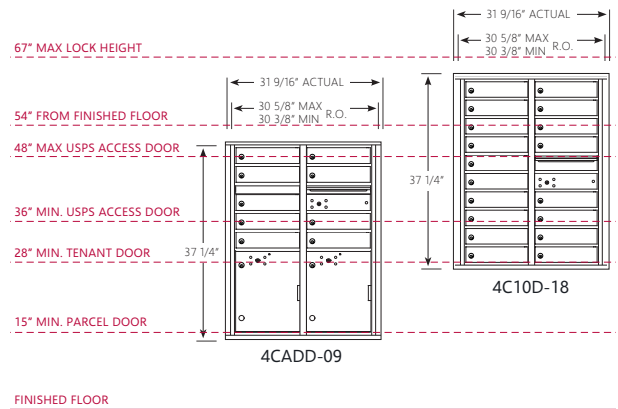 31 9/16″ ACTUAL
30 5/8″ MAX
30 3/8″ MIN R.O.
67″ MAX LOCK HEIGHT
31 9/16″ ACTUAL
30 5/8″ MAX
30 3/8″ MIN R.O.
54″ FROM FINISHED FLOOR
48″ MAX USPS ACCESS DOOR
37 1/4″
36″ MIN. USPS ACCESS DOOR
28″ MIN. TENANT DOOR
37 1/4″
4C10D-18
15″ MIN. PARCEL DOOR
4CADD-09
FINISHED FLOOR